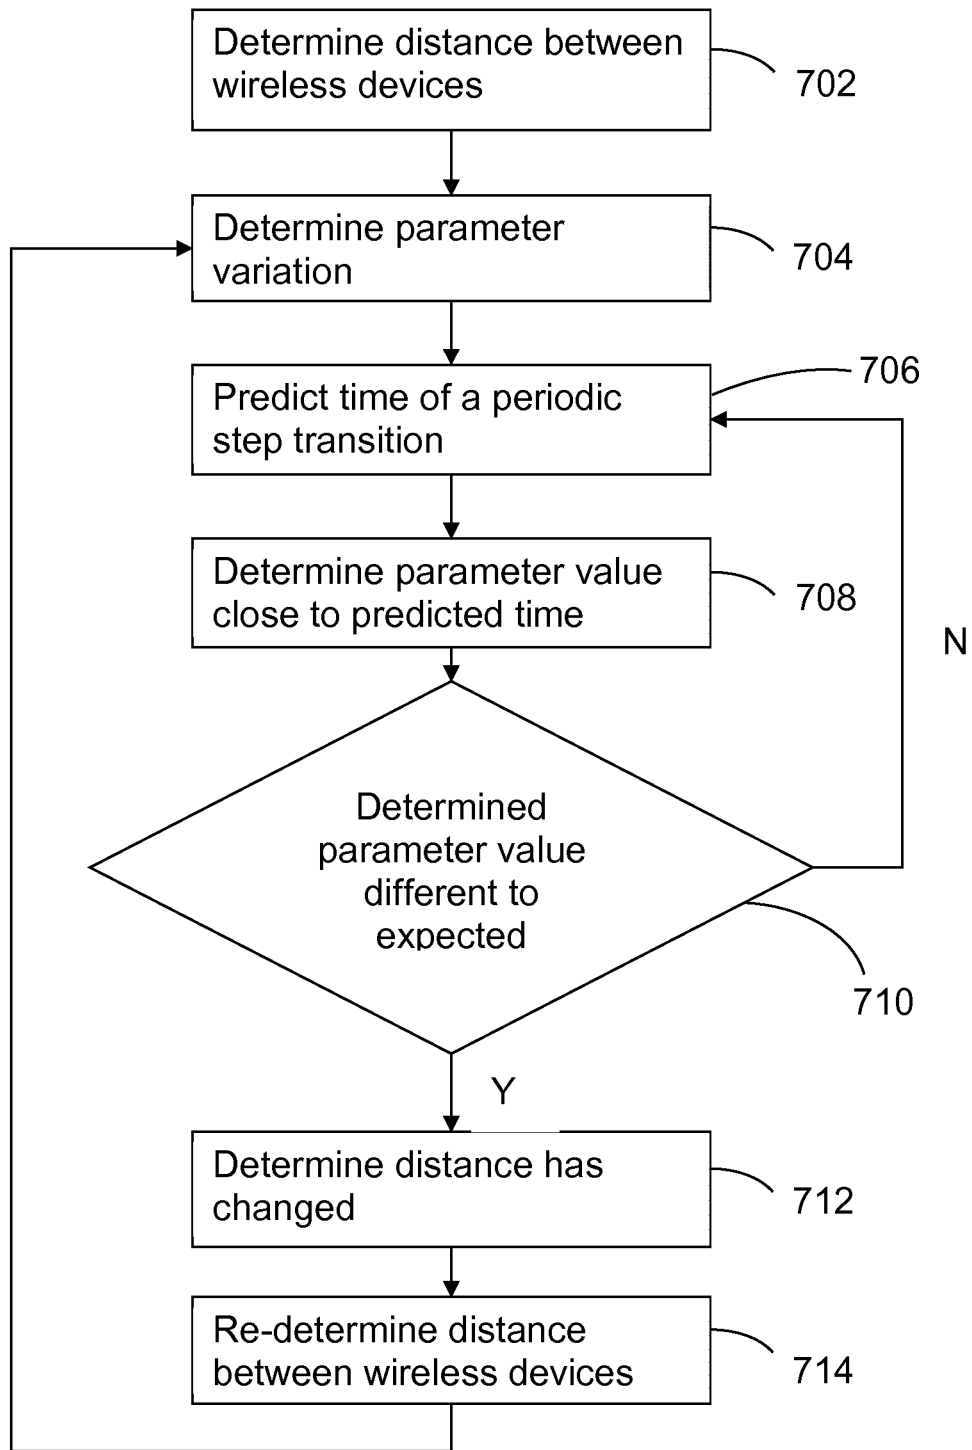 Determine distance between
wireless devices
702
Determine parameter
variation
704
Predict time of a periodic
step transition
706
Determine parameter value
close to predicted time
708
N
Determined
parameter value
different to
expected
710
Y
Determine distance has
changed
712
Re-determine distance
between wireless devices
714